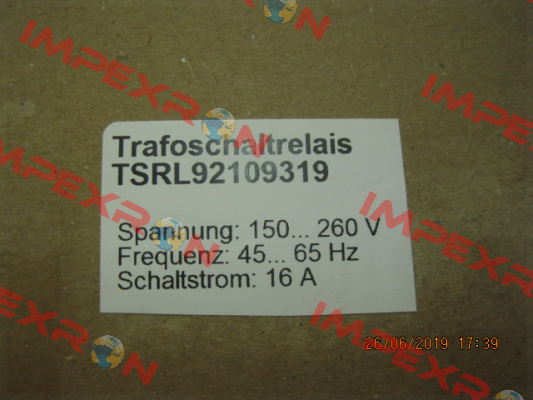 IMPEXRON
IMPEXRON
IMPEXRON
Trafoschaltrelais
TSRL92109319
Spannung: 150... 260 V
Frequenz: 45... 65 Hz
Schaltstrom: 16 A
IMPEXRON
IMPEXRON
26/06/2019 17:39
IMPEXRON